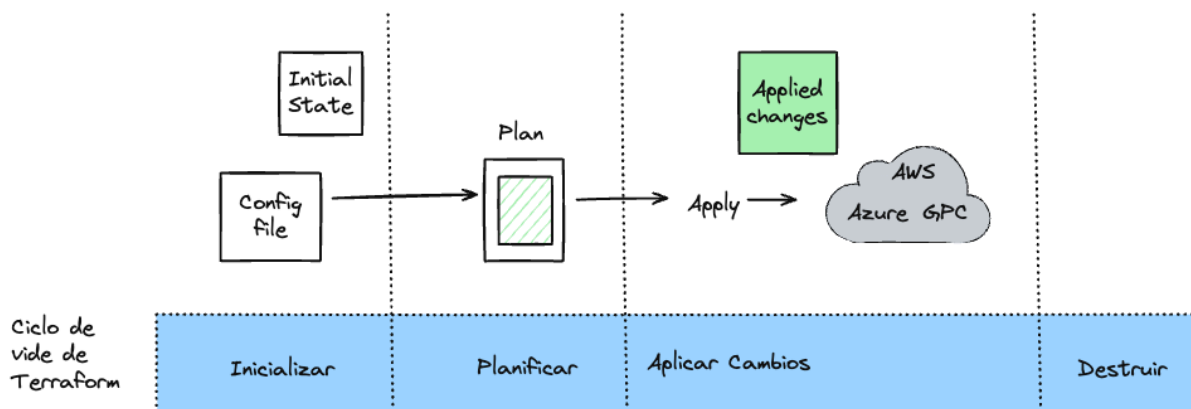 Initial
State
Config
file
Plan
Applied
changes
Apply
AWS
Azure GPC
Ciclo de
vide de
Terraform
Inicializar
Planificar
Aplicar Cambios
Destruir